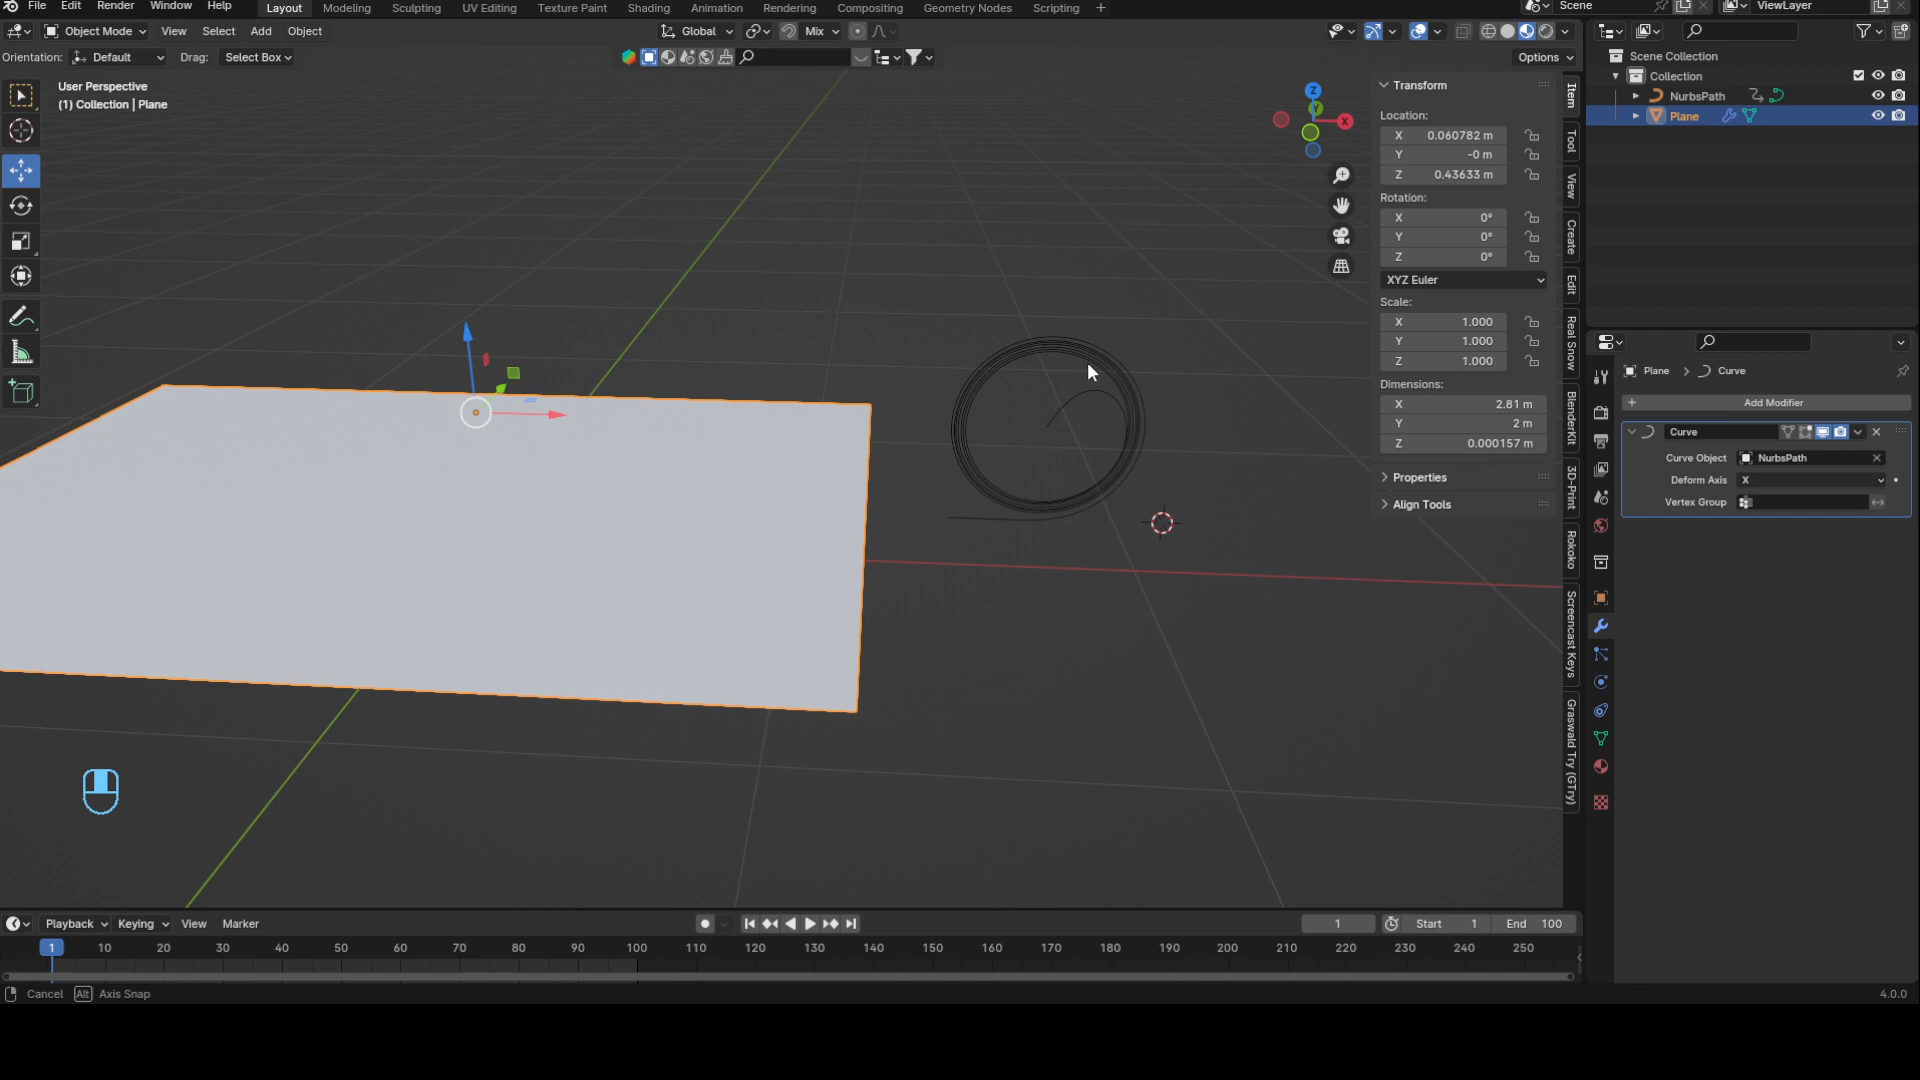 File Edit Render Window Help Layout Modeling Sculpting UV Editing Texture Paint Shading Animation Rendering Compositing Geometry Nodes Scripting + Scene ViewLayer
Object Mode View Select Add Object Global Mix
Orientation: Default Drag: Select Box Options
User Perspective
(1) Collection | Plane
Z
Y
X
Transform
Location:
X 0.060782 m
Y -0 m
Z 0.43633 m
Rotation:
X 0°
Y 0°
Z 0°
XYZ Euler
Scale:
X 1.000
Y 1.000
Z 1.000
Dimensions:
X 2.81 m
Y 2 m
Z 0.000157 m
Properties
Align Tools
Item
Tool
View
Create
Edit
Real Snow
BlenderKit
3D-Print
Rokoko
Screencast Keys
Graswald Try (GTry)
Scene Collection
Collection
NurbsPath
Plane
Plane Curve
+ Add Modifier
Curve
Curve Object NurbsPath
Deform Axis X
Vertex Group
Playback Keying View Marker 1 Start 1 End 100
1 10 20 30 40 50 60 70 80 90 100 110 120 130 140 150 160 170 180 190 200 210 220 230 240 250
Cancel Alt Axis Snap 4.0.0